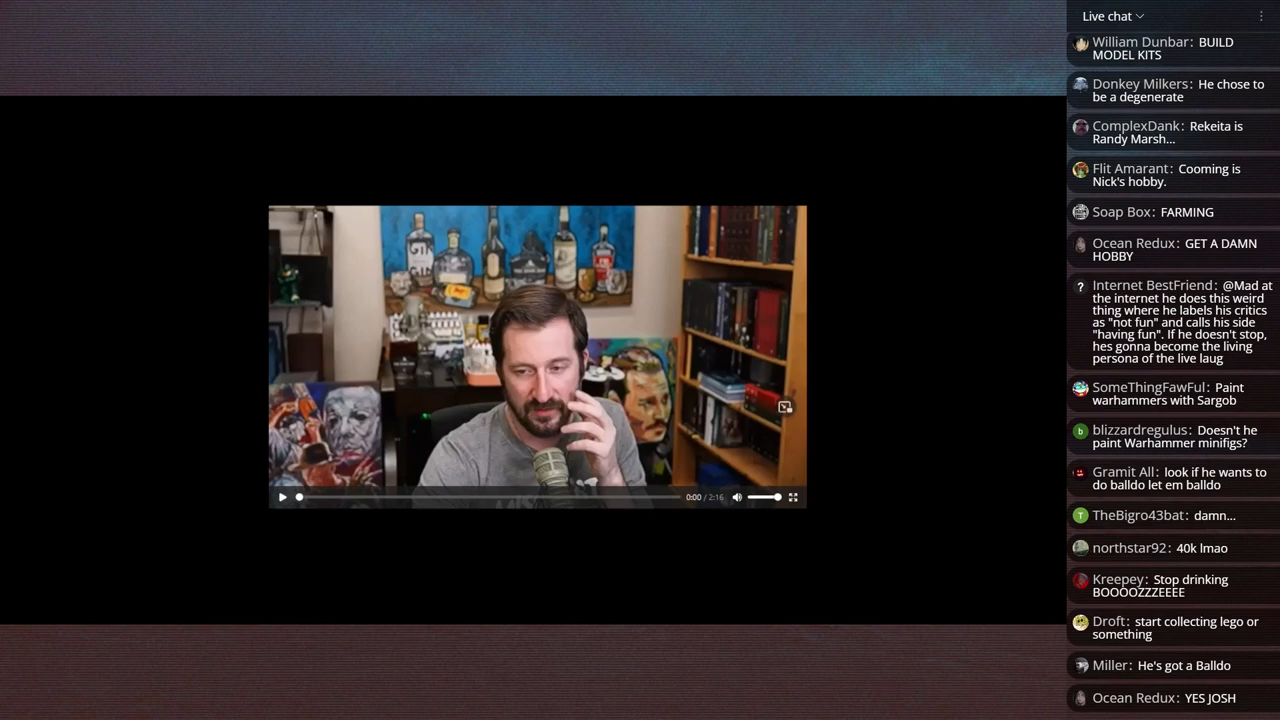 GIN
GIN
0:00 / 2:16
Live chat
William Dunbar: BUILD
MODEL KITS
Donkey Milkers: He chose to
be a degenerate
ComplexDank: Rekeita is
Randy Marsh...
Flit Amarant: Cooming is
Nick's hobby.
Soap Box: FARMING
Ocean Redux: GET A DAMN
HOBBY
? Internet BestFriend: @Mad at
the internet he does this weird
thing where he labels his critics
as "not fun" and calls his side
"having fun". If he doesn't stop,
hes gonna become the living
persona of the live laug
SomeThingFawFul: Paint
warhammers with Sargob
b blizzardregulus: Doesn't he
paint Warhammer minifigs?
Gramit All: look if he wants to
do balldo let em balldo
T TheBigro43bat: damn...
northstar92: 40k lmao
Kreepey: Stop drinking
BOOOOZZZEEEE
Droft: start collecting lego or
something
Miller: He's got a Balldo
Ocean Redux: YES JOSH